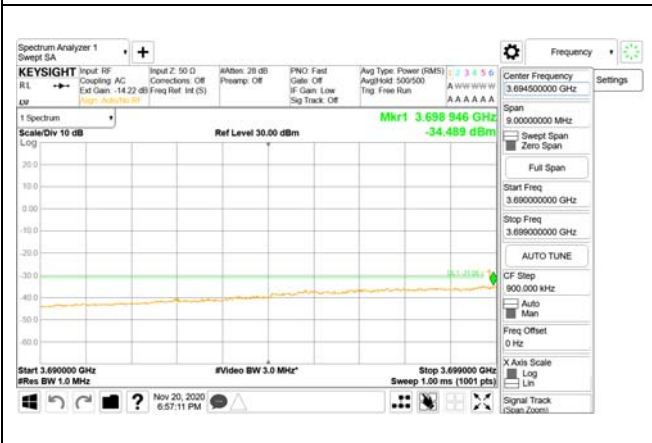 Spectrum Analyzer 1
Swept SA
Frequency
KEYSIGHT
RL
Input: RF
Coupling: AC
Ext Gain: -14.22 dB
Align: Auto/No RF
Input Z: 50 Ω
Corrections: Off
Freq Ref: Int (S)
#Atten: 28 dB
Preamp: Off
PNO: Fast
Gate: Off
IF Gain: Low
Sig Track: Off
Avg Type: Power (RMS)
Avg|Hold: 500/500
Trig: Free Run
1 2 3 4 5 6
A W W W W W
A A A A A A
1 Spectrum
Scale/Div 10 dB
Ref Level 30.00 dBm
Mkr1 3.698 946 GHz
-34.489 dBm
Log
20.0
10.0
0.00
-10.0
-20.0
-30.0
-40.0
-50.0
-60.0
1
Start 3.690000 GHz
#Video BW 3.0 MHz*
Stop 3.699000 GHz
#Res BW 1.0 MHz
Sweep 1.00 ms (1001 pts)
Nov 20, 2020
6:57:11 PM
Center Frequency
3.694500000 GHz
Settings
Span
9.00000000 MHz
Swept Span
Zero Span
Full Span
Start Freq
3.690000000 GHz
Stop Freq
3.699000000 GHz
AUTO TUNE
CF Step
900.000 kHz
Auto
Man
Freq Offset
0 Hz
X Axis Scale
Log
Lin
Signal Track
(Span Zoom)